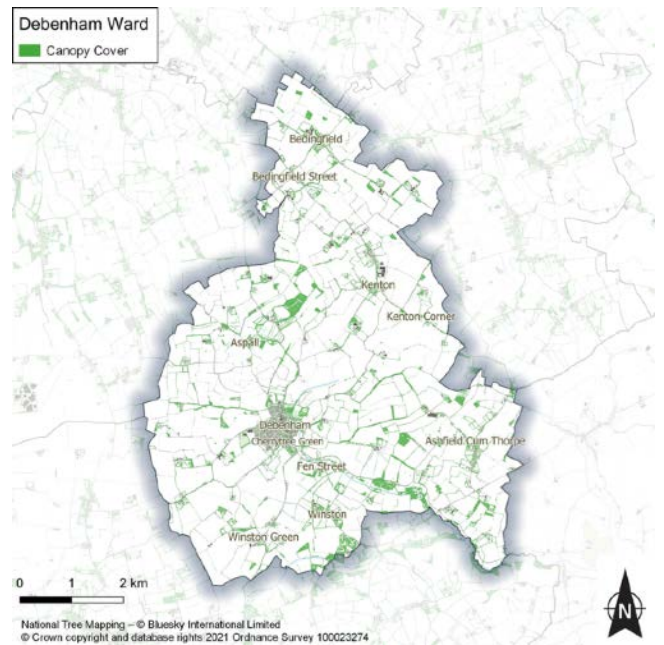 Debenham Ward
Canopy Cover
Bedingfield
Bedingfield Street
Kenton
Kenton Corner
Aspall
Debenham
Cherrytree Green
Ashfield Cum Thorpe
Fen Street
Winston
Winston Green
0 1 2 km
N
National Tree Mapping - © Bluesky International Limited
© Crown copyright and database rights 2021 Ordnance Survey 100023274